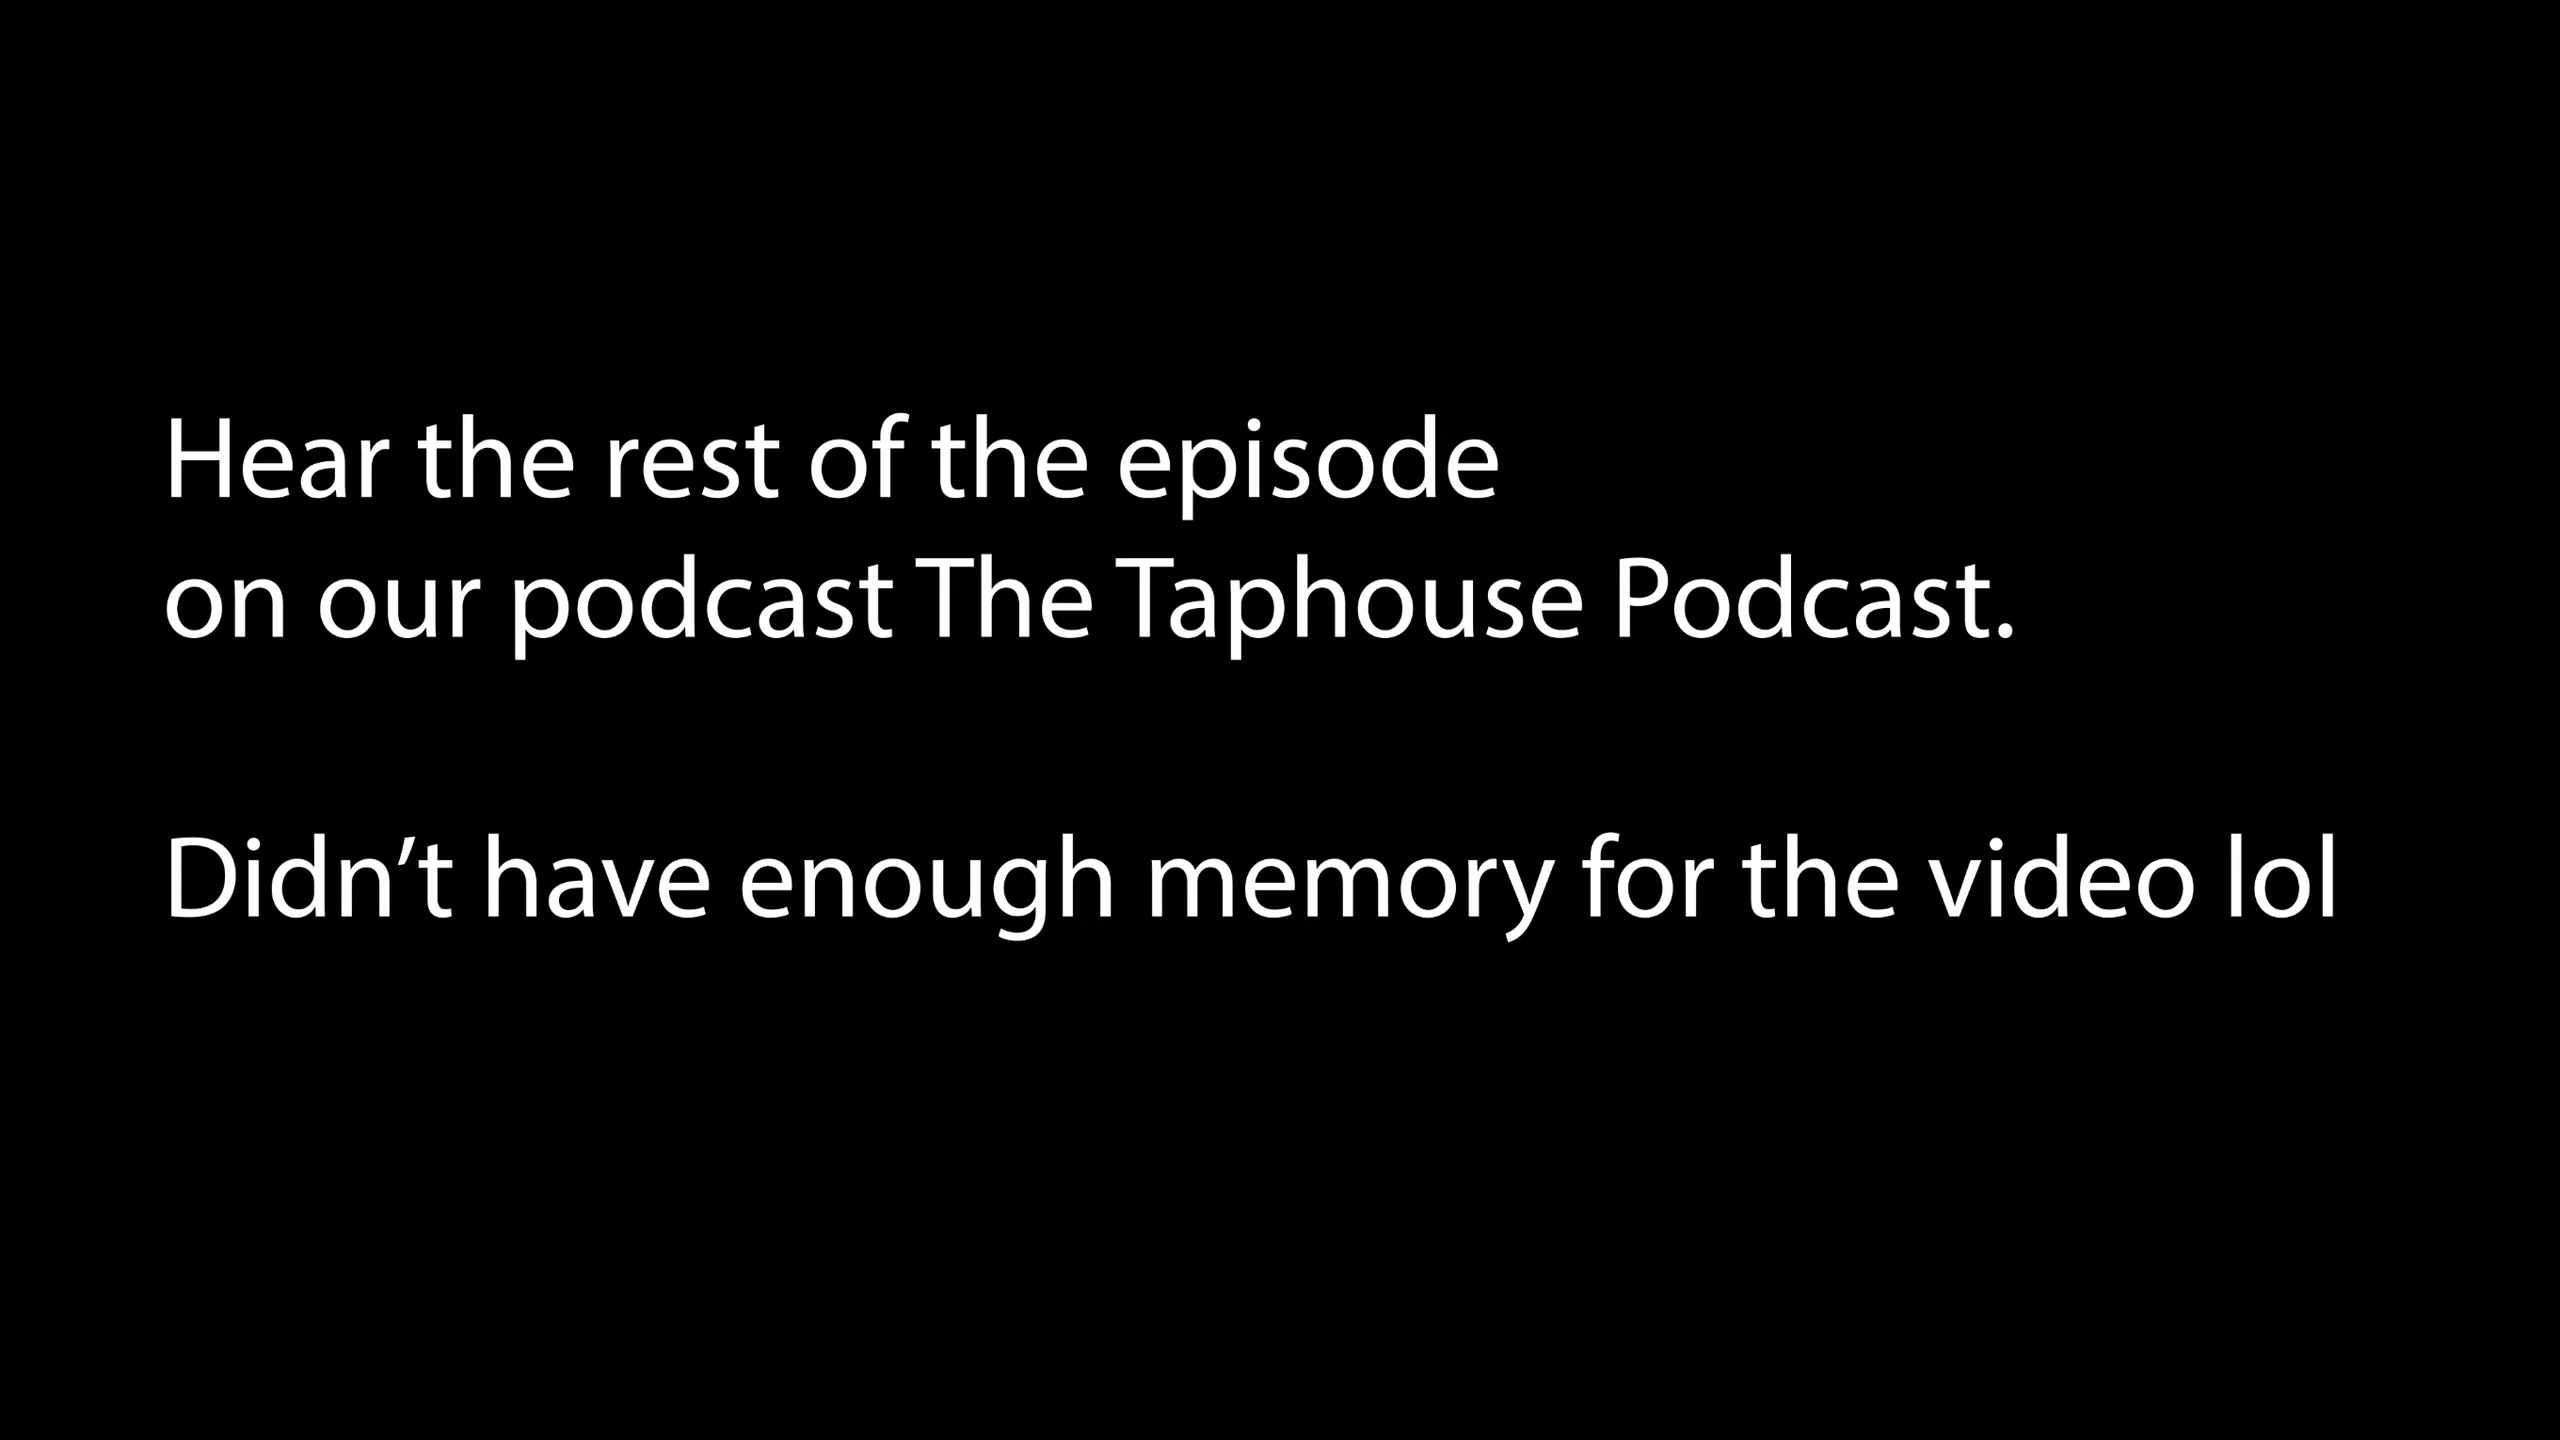 Hear the rest of the episode
on our podcast The Taphouse Podcast.
Didn’t have enough memory for the video lol